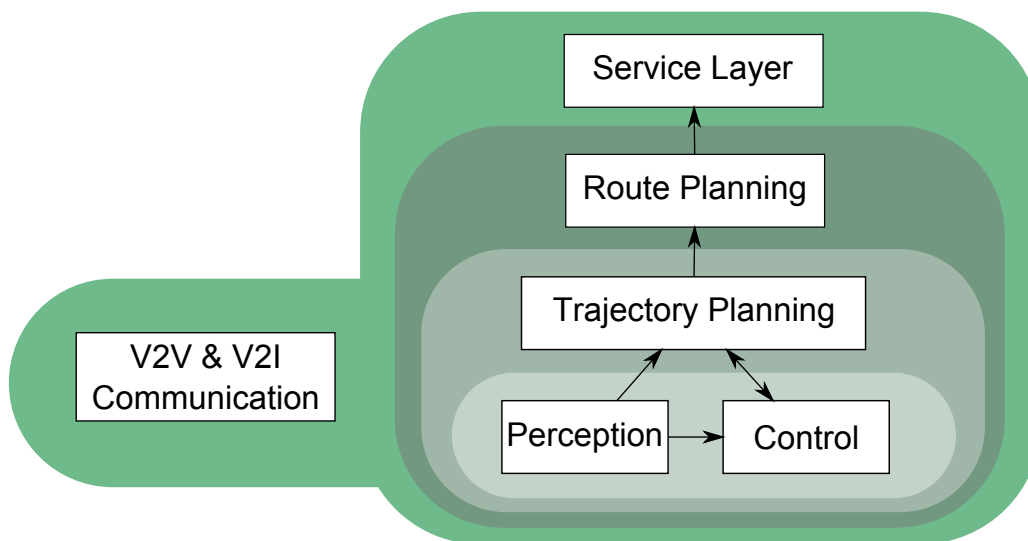 Service Layer
Route Planning
Trajectory Planning
V2V & V2I
Communication
Perception
Control